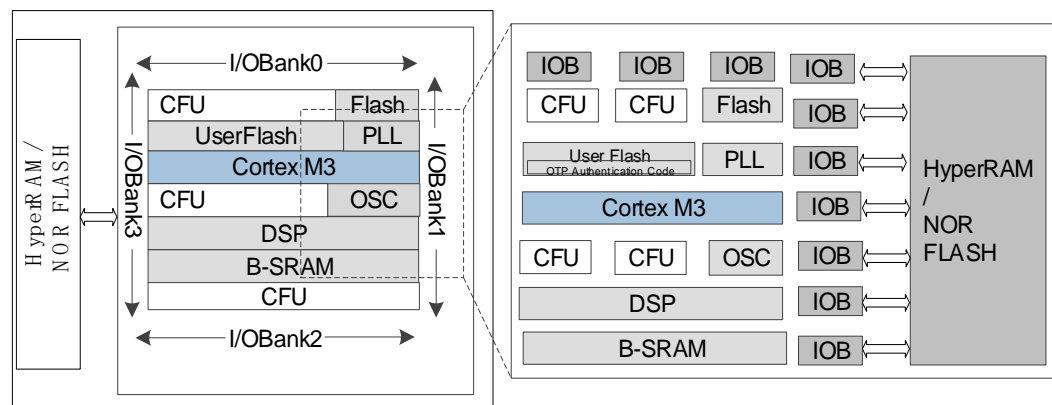 HyperRAM /
NOR FLASH
I/OBank0
I/OBank3
CFU
Flash
UserFlash
PLL
Cortex M3
CFU
OSC
DSP
B-SRAM
CFU
I/OBank1
I/OBank2
IOB IOB IOB IOB
CFU CFU Flash IOB
User Flash
OTP Authentication Code
PLL IOB
Cortex M3 IOB
CFU CFU OSC IOB
DSP IOB
B-SRAM IOB
HyperRAM
/
NOR
FLASH